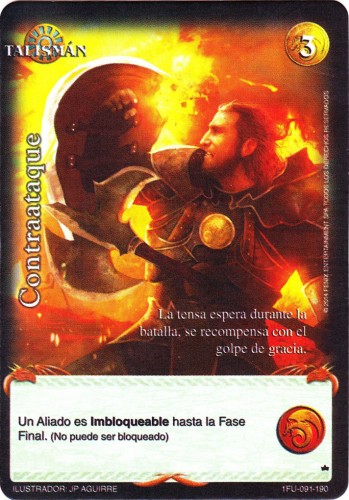 TALISMÁN
3
Contraataque
© 2014 FENIX ENTERTAINMENT SPA TODOS LOS DERECHOS RESERVADOS
La tensa espera durante la
batalla, se recompensa con el
golpe de gracia.
Un Aliado es Imbloqueable hasta la Fase
Final. (No puede ser bloqueado)
ILUSTRADOR: JP AGUIRRE
1FU-091-190